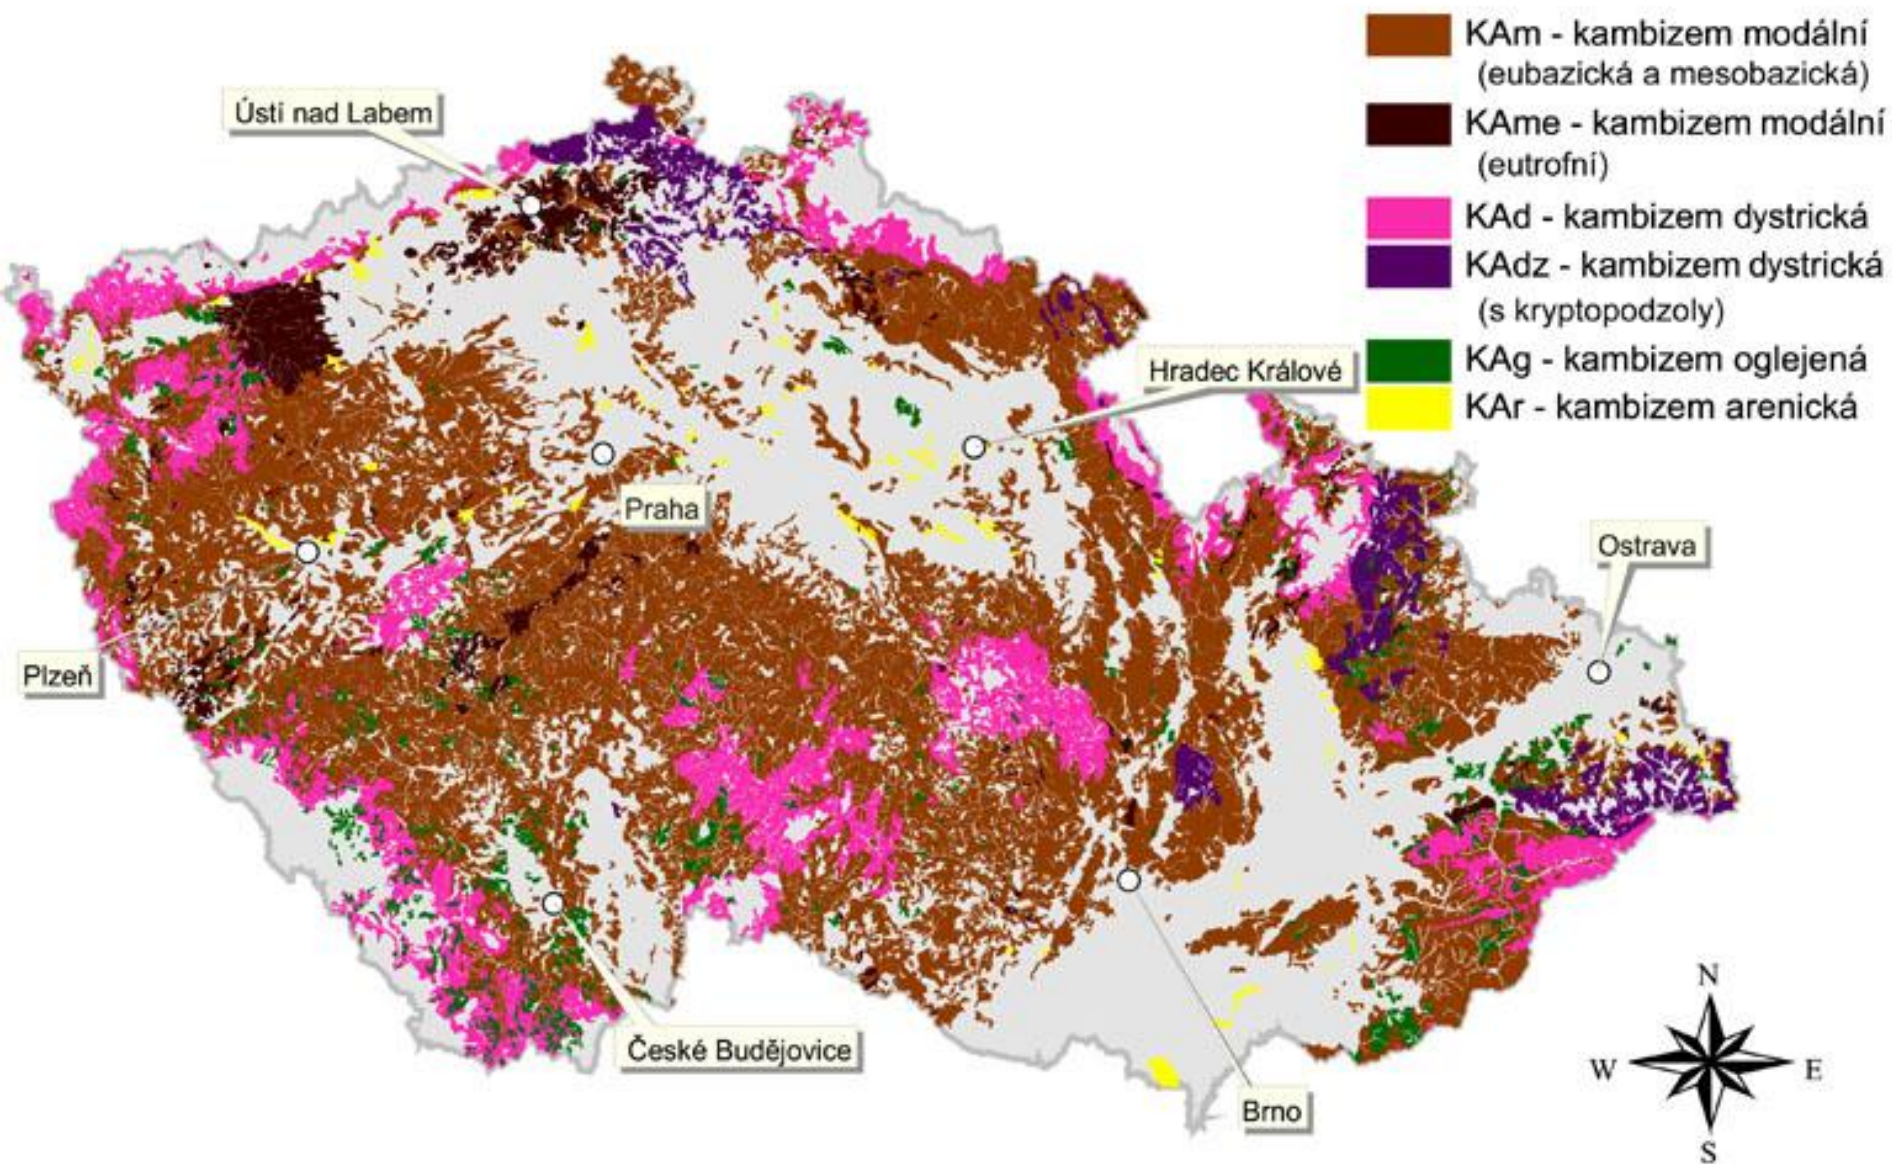 KAm - kambizem modální
(eubazická a mesobazická)
KAme - kambizem modální
(eutrofní)
KAd - kambizem dystrická
KAdz - kambizem dystrická
(s kryptopodzoly)
KAg - kambizem oglejená
KAr - kambizem arenická
Ústí nad Labem
Hradec Králové
Praha
Ostrava
Plzeň
České Budějovice
Brno
N
W
E
S